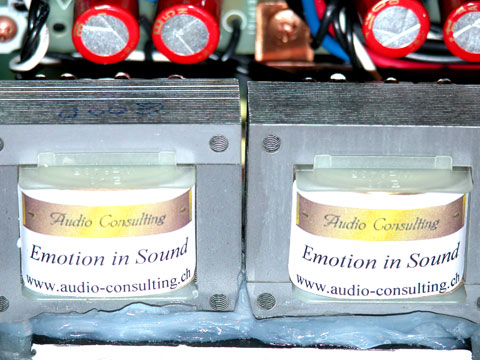 Audio Consulting
Emotion in Sound
www.audio-consulting.ch
Audio Consulting
Emotion in Sound
www.audio-consulting.ch